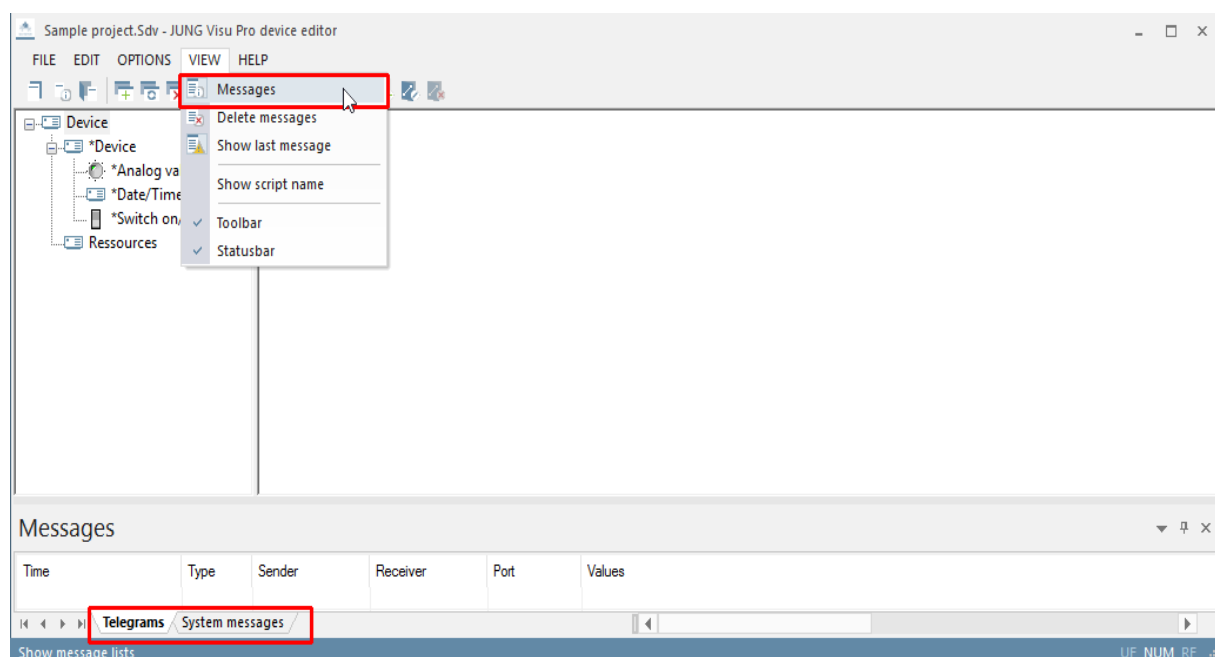 Sample project.Sdv - JUNG Visu Pro device editor
FILE EDIT OPTIONS VIEW HELP
Messages
Device
Delete messages
*Device
Show last message
*Analog va
*Date/Time
Show script name
*Switch on/
Toolbar
Ressources
Statusbar
Messages
Time Type Sender Receiver Port Values
Telegrams System messages
Show message lists UF NUM RF